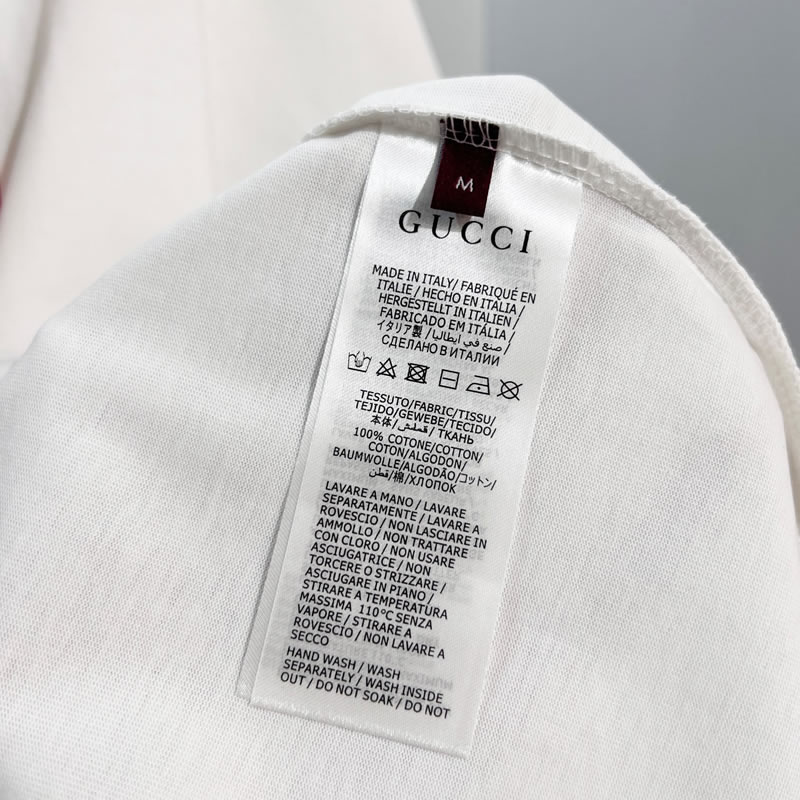 M
GUCCI
MADE IN ITALY/ FABRIQUÉ EN
ITALIE / HECHO EN ITALIA /
HERGESTELLT IN ITALIEN /
FABRICADO EM ITÁLIA /
イタリア製 / صنع في ايطاليا /
СДЕЛАНО В ИТАЛИИ
TESSUTO/FABRIC/TISSU/
TEJIDO/GEWEBE/TECIDO/
本体/قطش/ ТКАНЬ
100% COTONE/COTTON/
COTON/ALGODON/
BAUMWOLLE/ALGODÃO/コットン/
قطن/棉/ХЛОПОК
LAVARE A MANO / LAVARE
SEPARATAMENTE / LAVARE A
ROVESCIO / NON LASCIARE IN
AMMOLLO / NON TRATTARE
CON CLORO / NON USARE
ASCIUGATRICE / NON
TORCERE O STRIZZARE /
ASCIUGARE IN PIANO /
STIRARE A TEMPERATURA
MASSIMA 110°C SENZA
VAPORE / STIRARE A
ROVESCIO / NON LAVARE A
SECCO
HAND WASH / WASH
SEPARATELY / WASH INSIDE
OUT / DO NOT SOAK / DO NOT